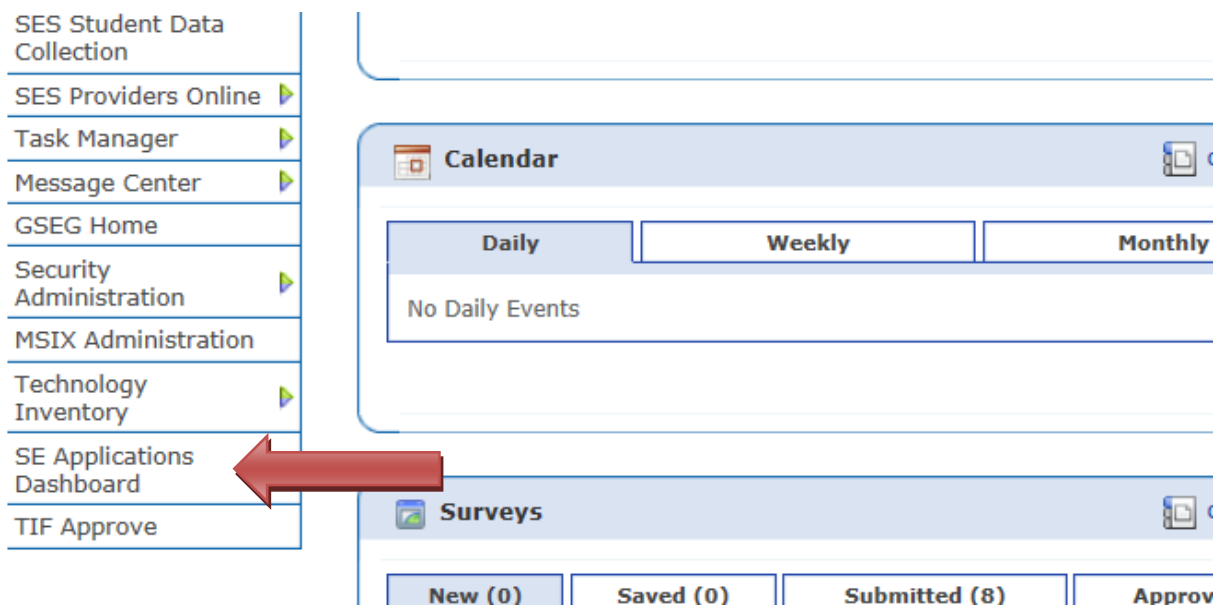 SES Student Data
Collection
SES Providers Online
Task Manager
Message Center
GSEG Home
Security
Administration
MSIX Administration
Technology
Inventory
SE Applications
Dashboard
TIF Approve
Calendar
Daily
Weekly
Monthly
No Daily Events
Surveys
New (0)
Saved (0)
Submitted (8)
Approv